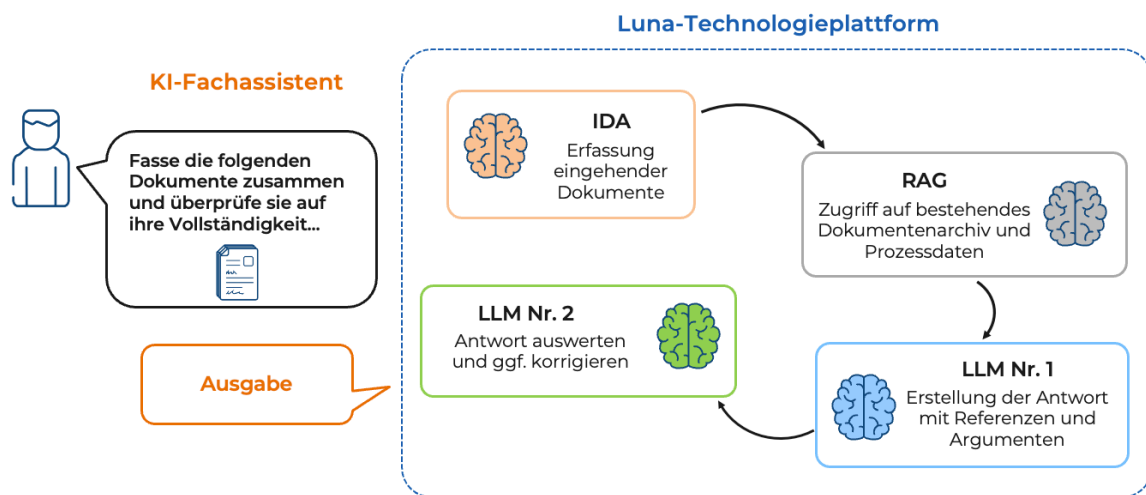 Luna-Technologieplattform
KI-Fachassistent
Fasse die folgenden
Dokumente zusammen
und überprüfe sie auf
ihre Vollständigkeit...
IDA
Erfassung
eingehender
Dokumente
RAG
Zugriff auf bestehendes
Dokumentenarchiv und
Prozessdaten
LLM Nr. 1
Erstellung der Antwort
mit Referenzen und
Argumenten
LLM Nr. 2
Antwort auswerten
und ggf. korrigieren
Ausgabe